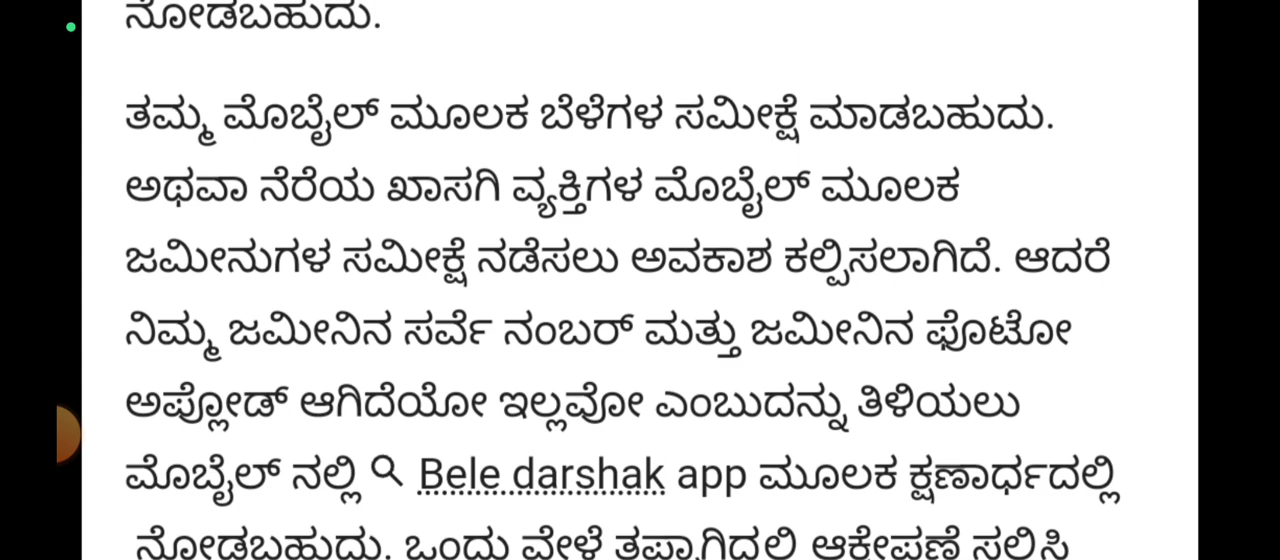 ನೋಡಬಹುದು.
ತಮ್ಮ ಮೊಬೈಲ್ ಮೂಲಕ ಬೆಳೆಗಳ ಸಮೀಕ್ಷೆ ಮಾಡಬಹುದು.
ಅಥವಾ ನೆರೆಯ ಖಾಸಗಿ ವ್ಯಕ್ತಿಗಳ ಮೊಬೈಲ್ ಮೂಲಕ
ಜಮೀನುಗಳ ಸಮೀಕ್ಷೆ ನಡೆಸಲು ಅವಕಾಶ ಕಲ್ಪಿಸಲಾಗಿದೆ. ಆದರೆ
ನಿಮ್ಮ ಜಮೀನಿನ ಸರ್ವೆ ನಂಬರ್ ಮತ್ತು ಜಮೀನಿನ ಫೊಟೋ
ಅಪ್ಲೋಡ್ ಆಗಿದೆಯೋ ಇಲ್ಲವೋ ಎಂಬುದನ್ನು ತಿಳಿಯಲು
ಮೊಬೈಲ್ ನಲ್ಲಿ Bele darshak app ಮೂಲಕ ಕ್ಷಣಾರ್ಧದಲ್ಲಿ
ನೋಡಬಹುದು. ಒಂದು ವೇಳೆ ತಪ್ಪಾಗಿದ್ದಲ್ಲಿ ಆಕ್ಷೇಪಣೆ ಸಲ್ಲಿಸಿ